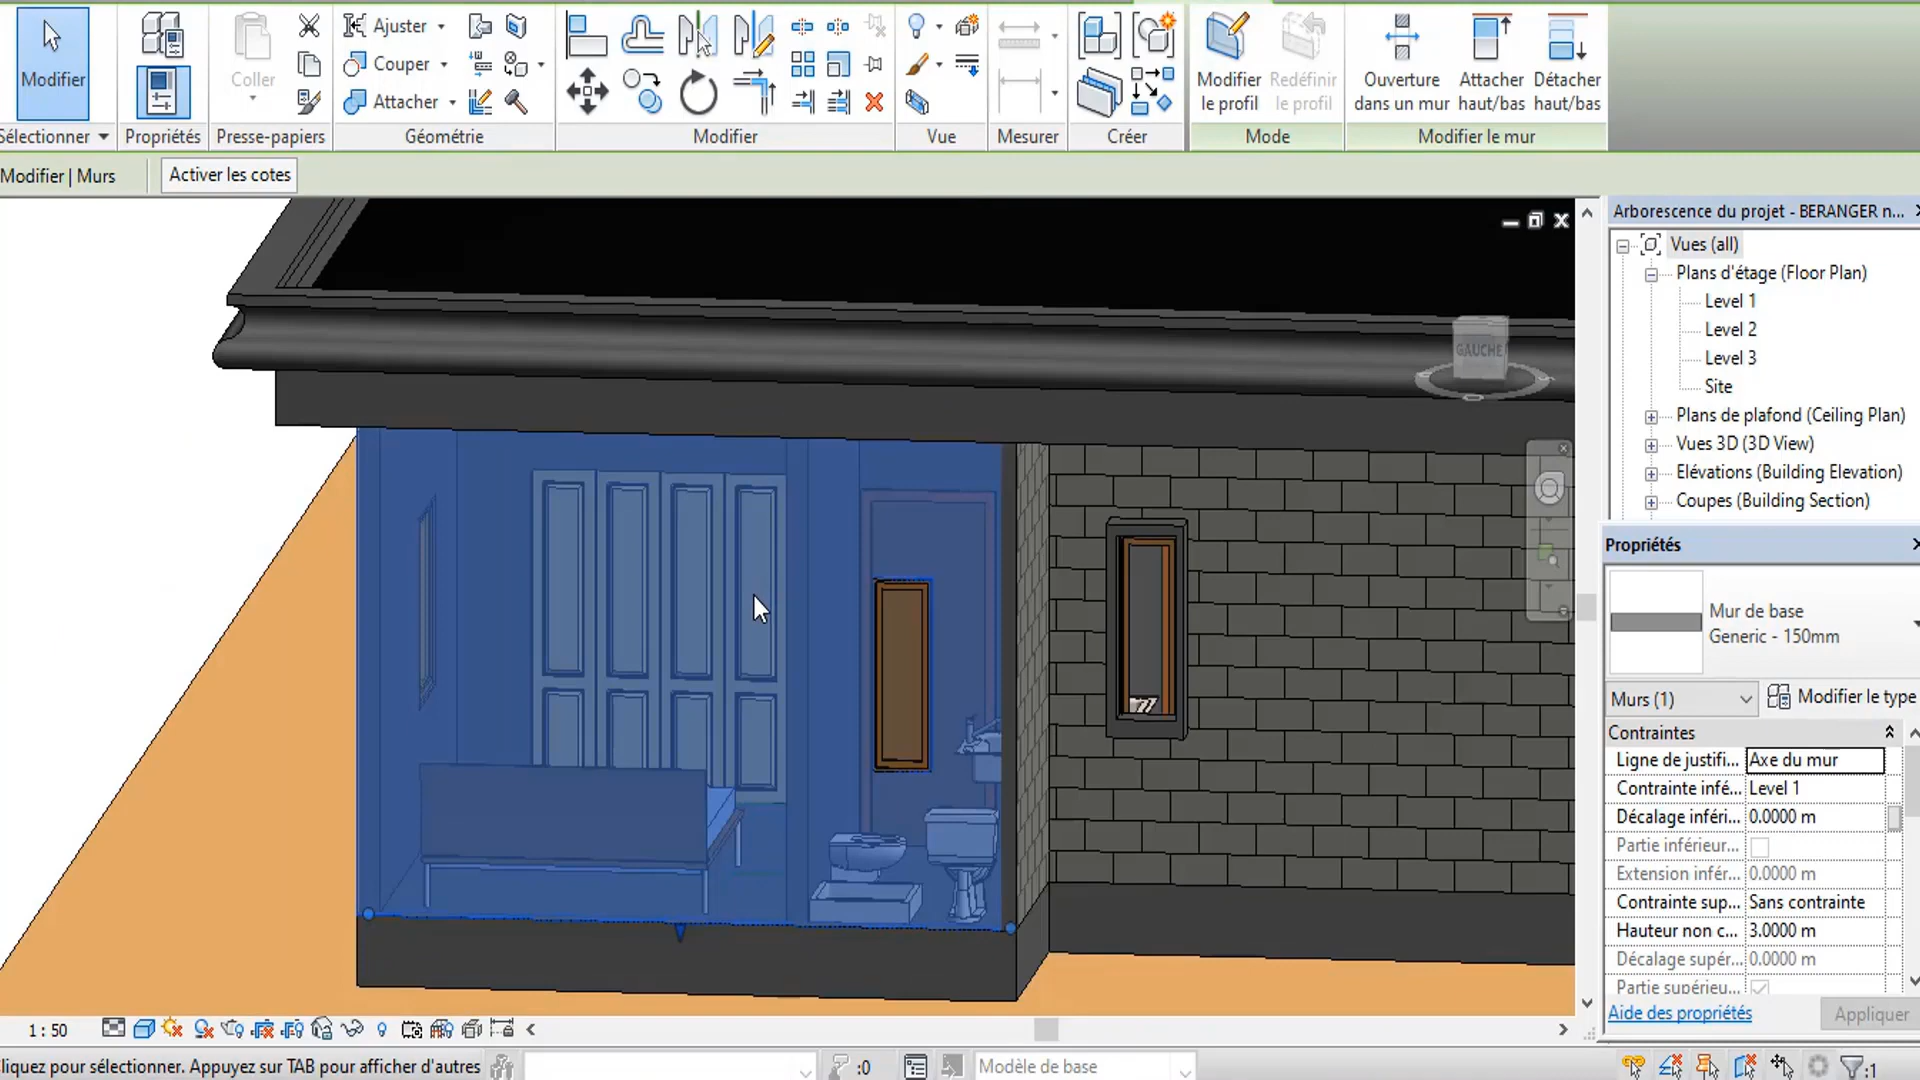 Modifier
Sélectionner
Propriétés
Coller
Presse-papiers
Ajuster
Couper
Attacher
Géométrie
Modifier
Vue
Mesurer
Créer
Modifier
le profil
Redéfinir
le profil
Mode
Ouverture
dans un mur
Attacher
haut/bas
Détacher
haut/bas
Modifier le mur
Modifier | Murs
Activer les cotes
GAUCHE
Arborescence du projet - BERANGER n...
Vues (all)
Plans d'étage (Floor Plan)
Level 1
Level 2
Level 3
Site
Plans de plafond (Ceiling Plan)
Vues 3D (3D View)
Elévations (Building Elevation)
Coupes (Building Section)
Propriétés
Mur de base
Generic - 150mm
Murs (1)
Modifier le type
Contraintes
Ligne de justifi... Axe du mur
Contrainte infé... Level 1
Décalage inféri... 0.0000 m
Partie inférieur...
Extension infér... 0.0000 m
Contrainte sup... Sans contrainte
Hauteur non c... 3.0000 m
Décalage supér... 0.0000 m
Partie supérieu...
Aide des propriétés
Appliquer
1 : 50
Cliquez pour sélectionner. Appuyez sur TAB pour afficher d'autres
:0
Modèle de base
:1